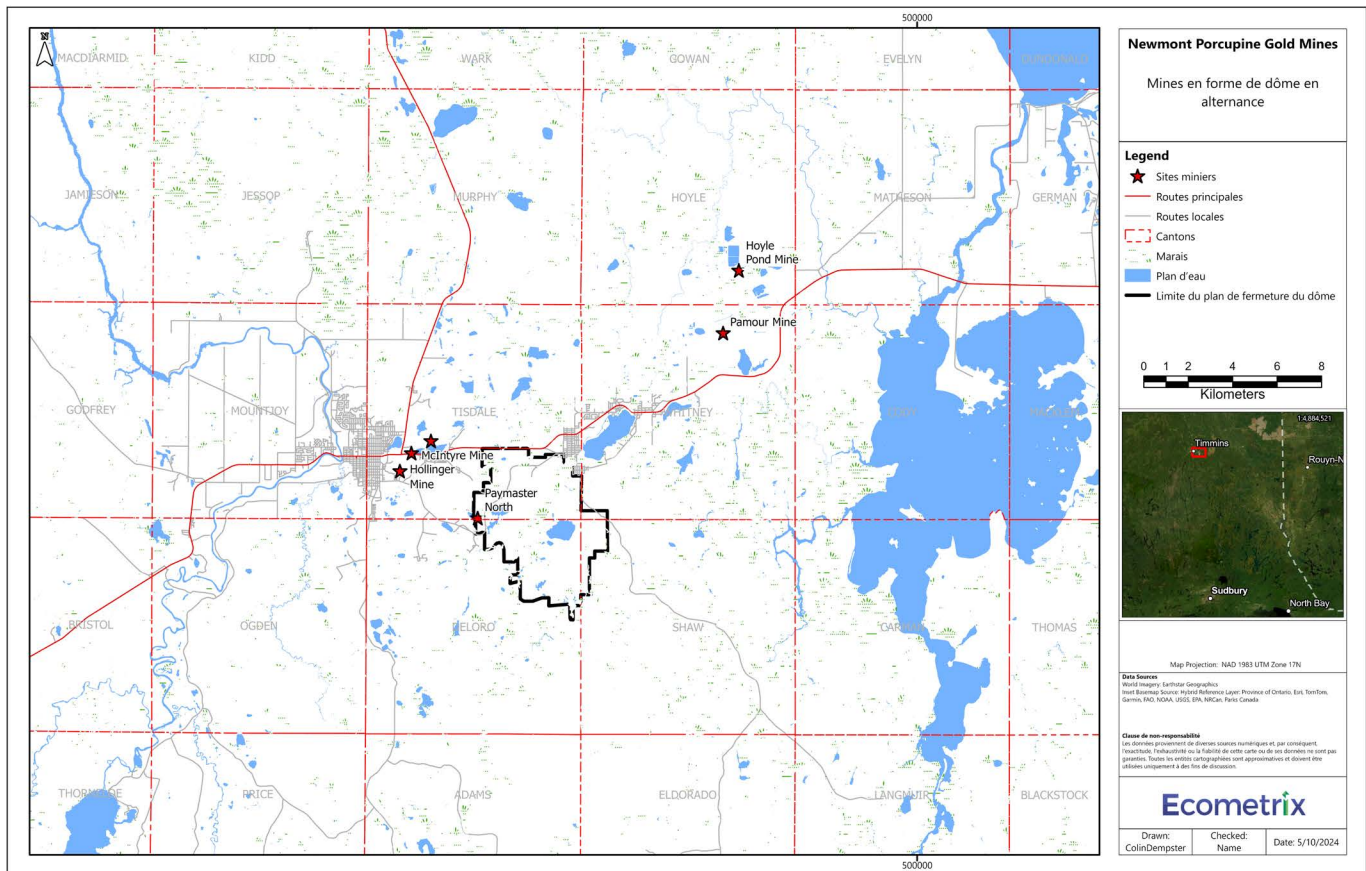 500000
N
MACDIARMID
KIDD
WARK
GOWAN
EVELYN
DUNDONALD
JAMIESON
JESSOP
MURPHY
HOYLE
MATHESON
GERMAN
Hoyle
Pond Mine
Pamour Mine
GODFREY
MOUNTJOY
TISDALE
WHITNEY
CODY
MACKLEM
McIntyre Mine
Hollinger
Mine
Paymaster
North
BRISTOL
OGDEN
DELORO
SHAW
CARMAN
THOMAS
THORNELOE
PRICE
ADAMS
ELDORADO
LANGMUIR
BLACKSTOCK
500000
Newmont Porcupine Gold Mines
Mines en forme de dôme en
alternance
Legend
Sites miniers
Routes principales
Routes locales
Cantons
Marais
Plan d'eau
Limite du plan de fermeture du dôme
0 1 2 4 6 8
Kilometers
1:4,884,521
Timmins
Rouyn-N
Sudbury
North Bay
Map Projection: NAD 1983 UTM Zone 17N
Data Sources
World Imagery: Earthstar Geographics
Inset Basemap Source: Hybrid Reference Layer: Province of Ontario, Esri, TomTom,
Garmin, FAO, NOAA, USGS, EPA, NRCan, Parks Canada
Clause de non-responsabilité
Les données proviennent de diverses sources numériques et, par conséquent,
l'exactitude, l'exhaustivité ou la fiabilité de cette carte ou de ses données ne sont pas
garanties. Toutes les entités cartographiées sont approximatives et doivent être
utilisées uniquement à des fins de discussion.
Ecometrix
Drawn:
ColinDempster
Checked:
Name
Date: 5/10/2024